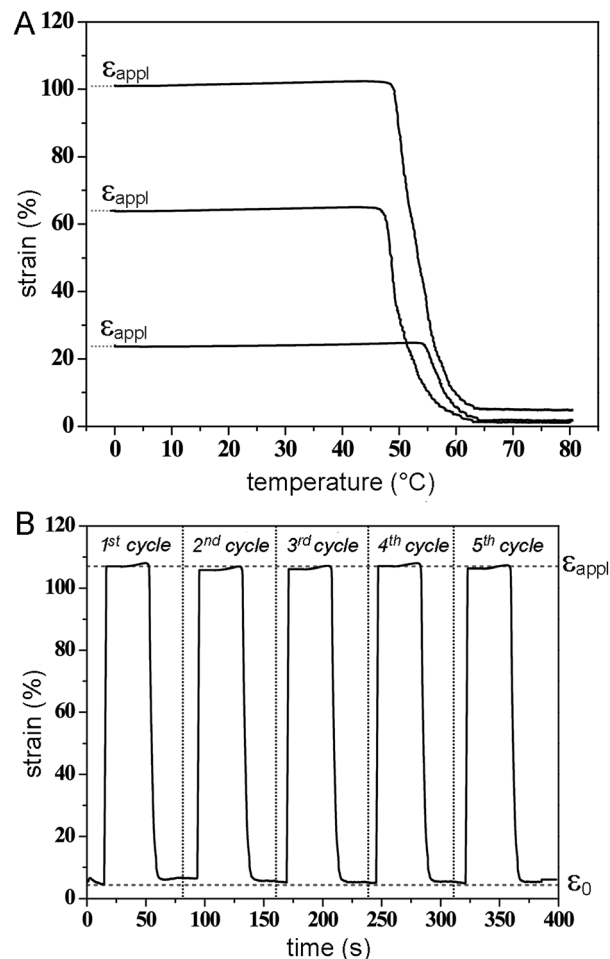 A
120
100
80
60
40
20
0
strain (%)
εappl
εappl
εappl
0 10 20 30 40 50 60 70 80
temperature (°C)
B
120
100
80
60
40
20
0
strain (%)
1st cycle 2nd cycle 3rd cycle 4th cycle 5th cycle
εappl
ε0
0 50 100 150 200 250 300 350 400
time (s)